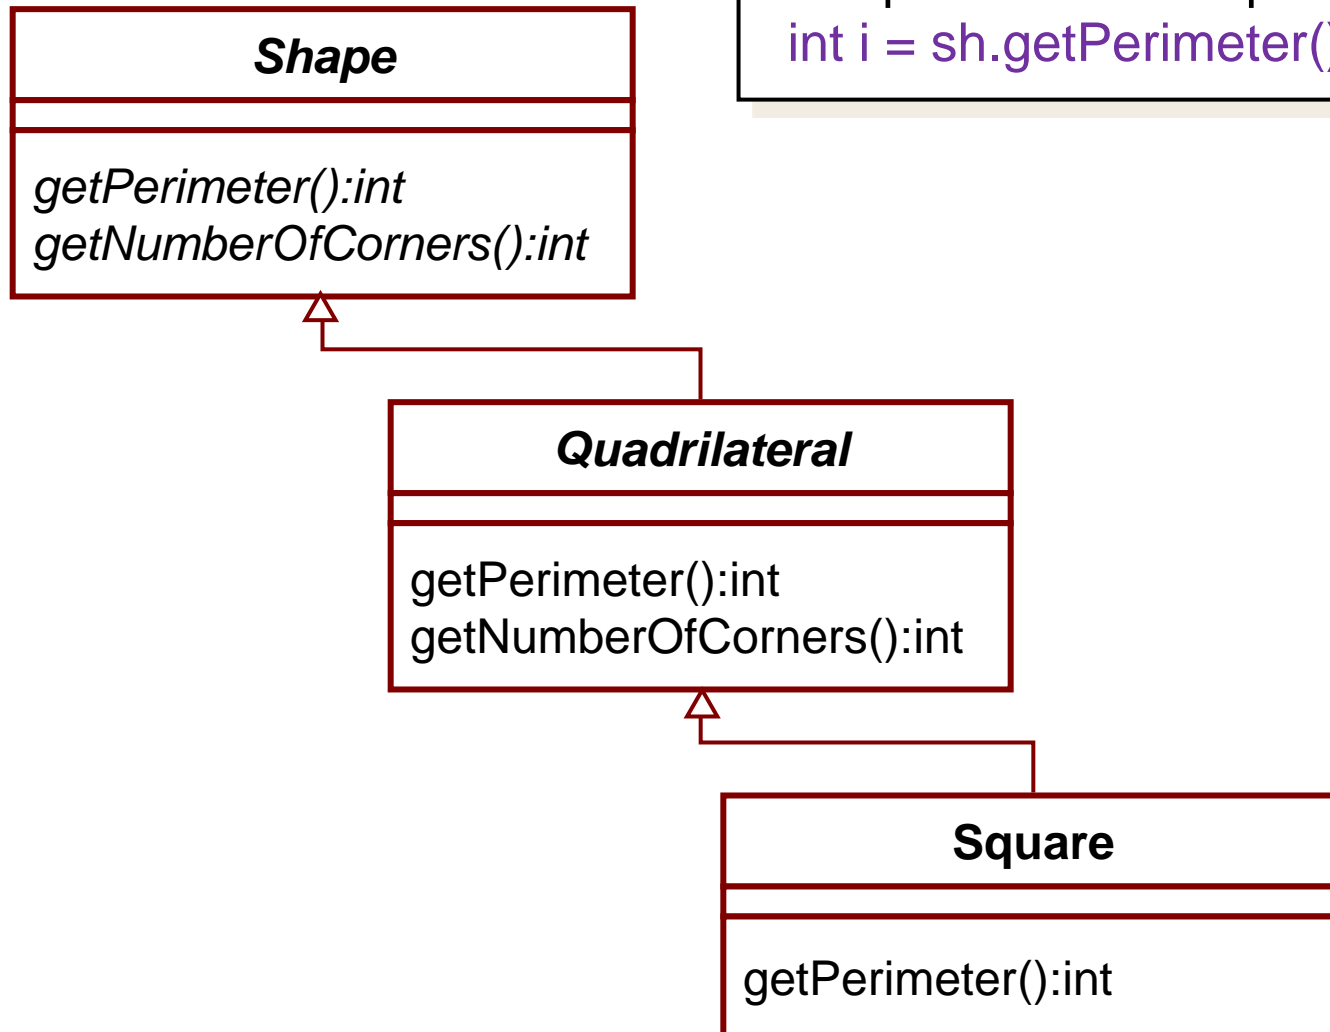 Shape
getPerimeter():int
getNumberOfCorners():int
int i = sh.getPerimeter()
Quadrilateral
getPerimeter():int
getNumberOfCorners():int
Square
getPerimeter():int